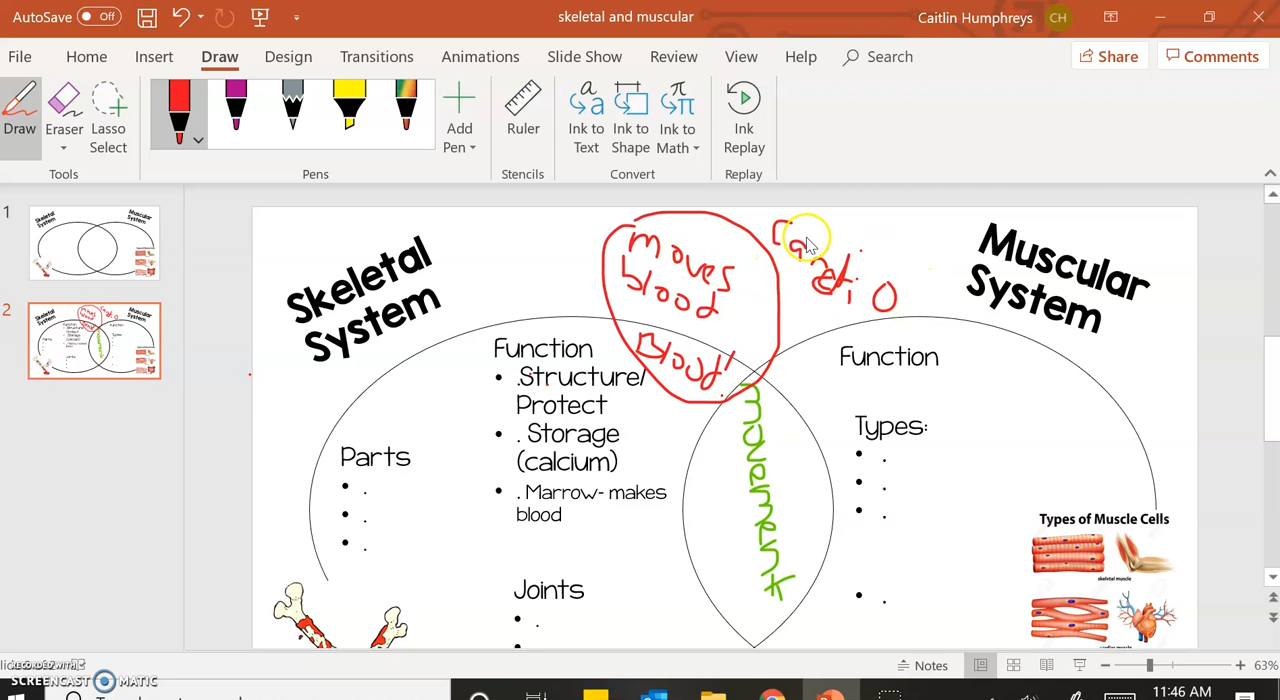 AutoSave Off
skeletal and muscular
Caitlin Humphreys CH
File Home Insert Draw Design Transitions Animations Slide Show Review View Help Search
Share Comments
Draw Eraser Lasso Select
Add Pen
Ruler
Ink to Text Ink to Shape Ink to Math
Ink Replay
Tools Pens Stencils Convert Replay
1
2
Skeletal
System
moves
blood
Blood
Muscular
System
Function
• .Structure/
Protect
• . Storage
(calcium)
• . Marrow- makes
blood
Parts
• .
• .
• .
Joints
• .
•
movement
Function
Types:
• .
• .
• .
• .
Types of Muscle Cells
skeletal muscle
Notes
63%
RECORDED WITH
SCREENCAST MATIC
11:46 AM